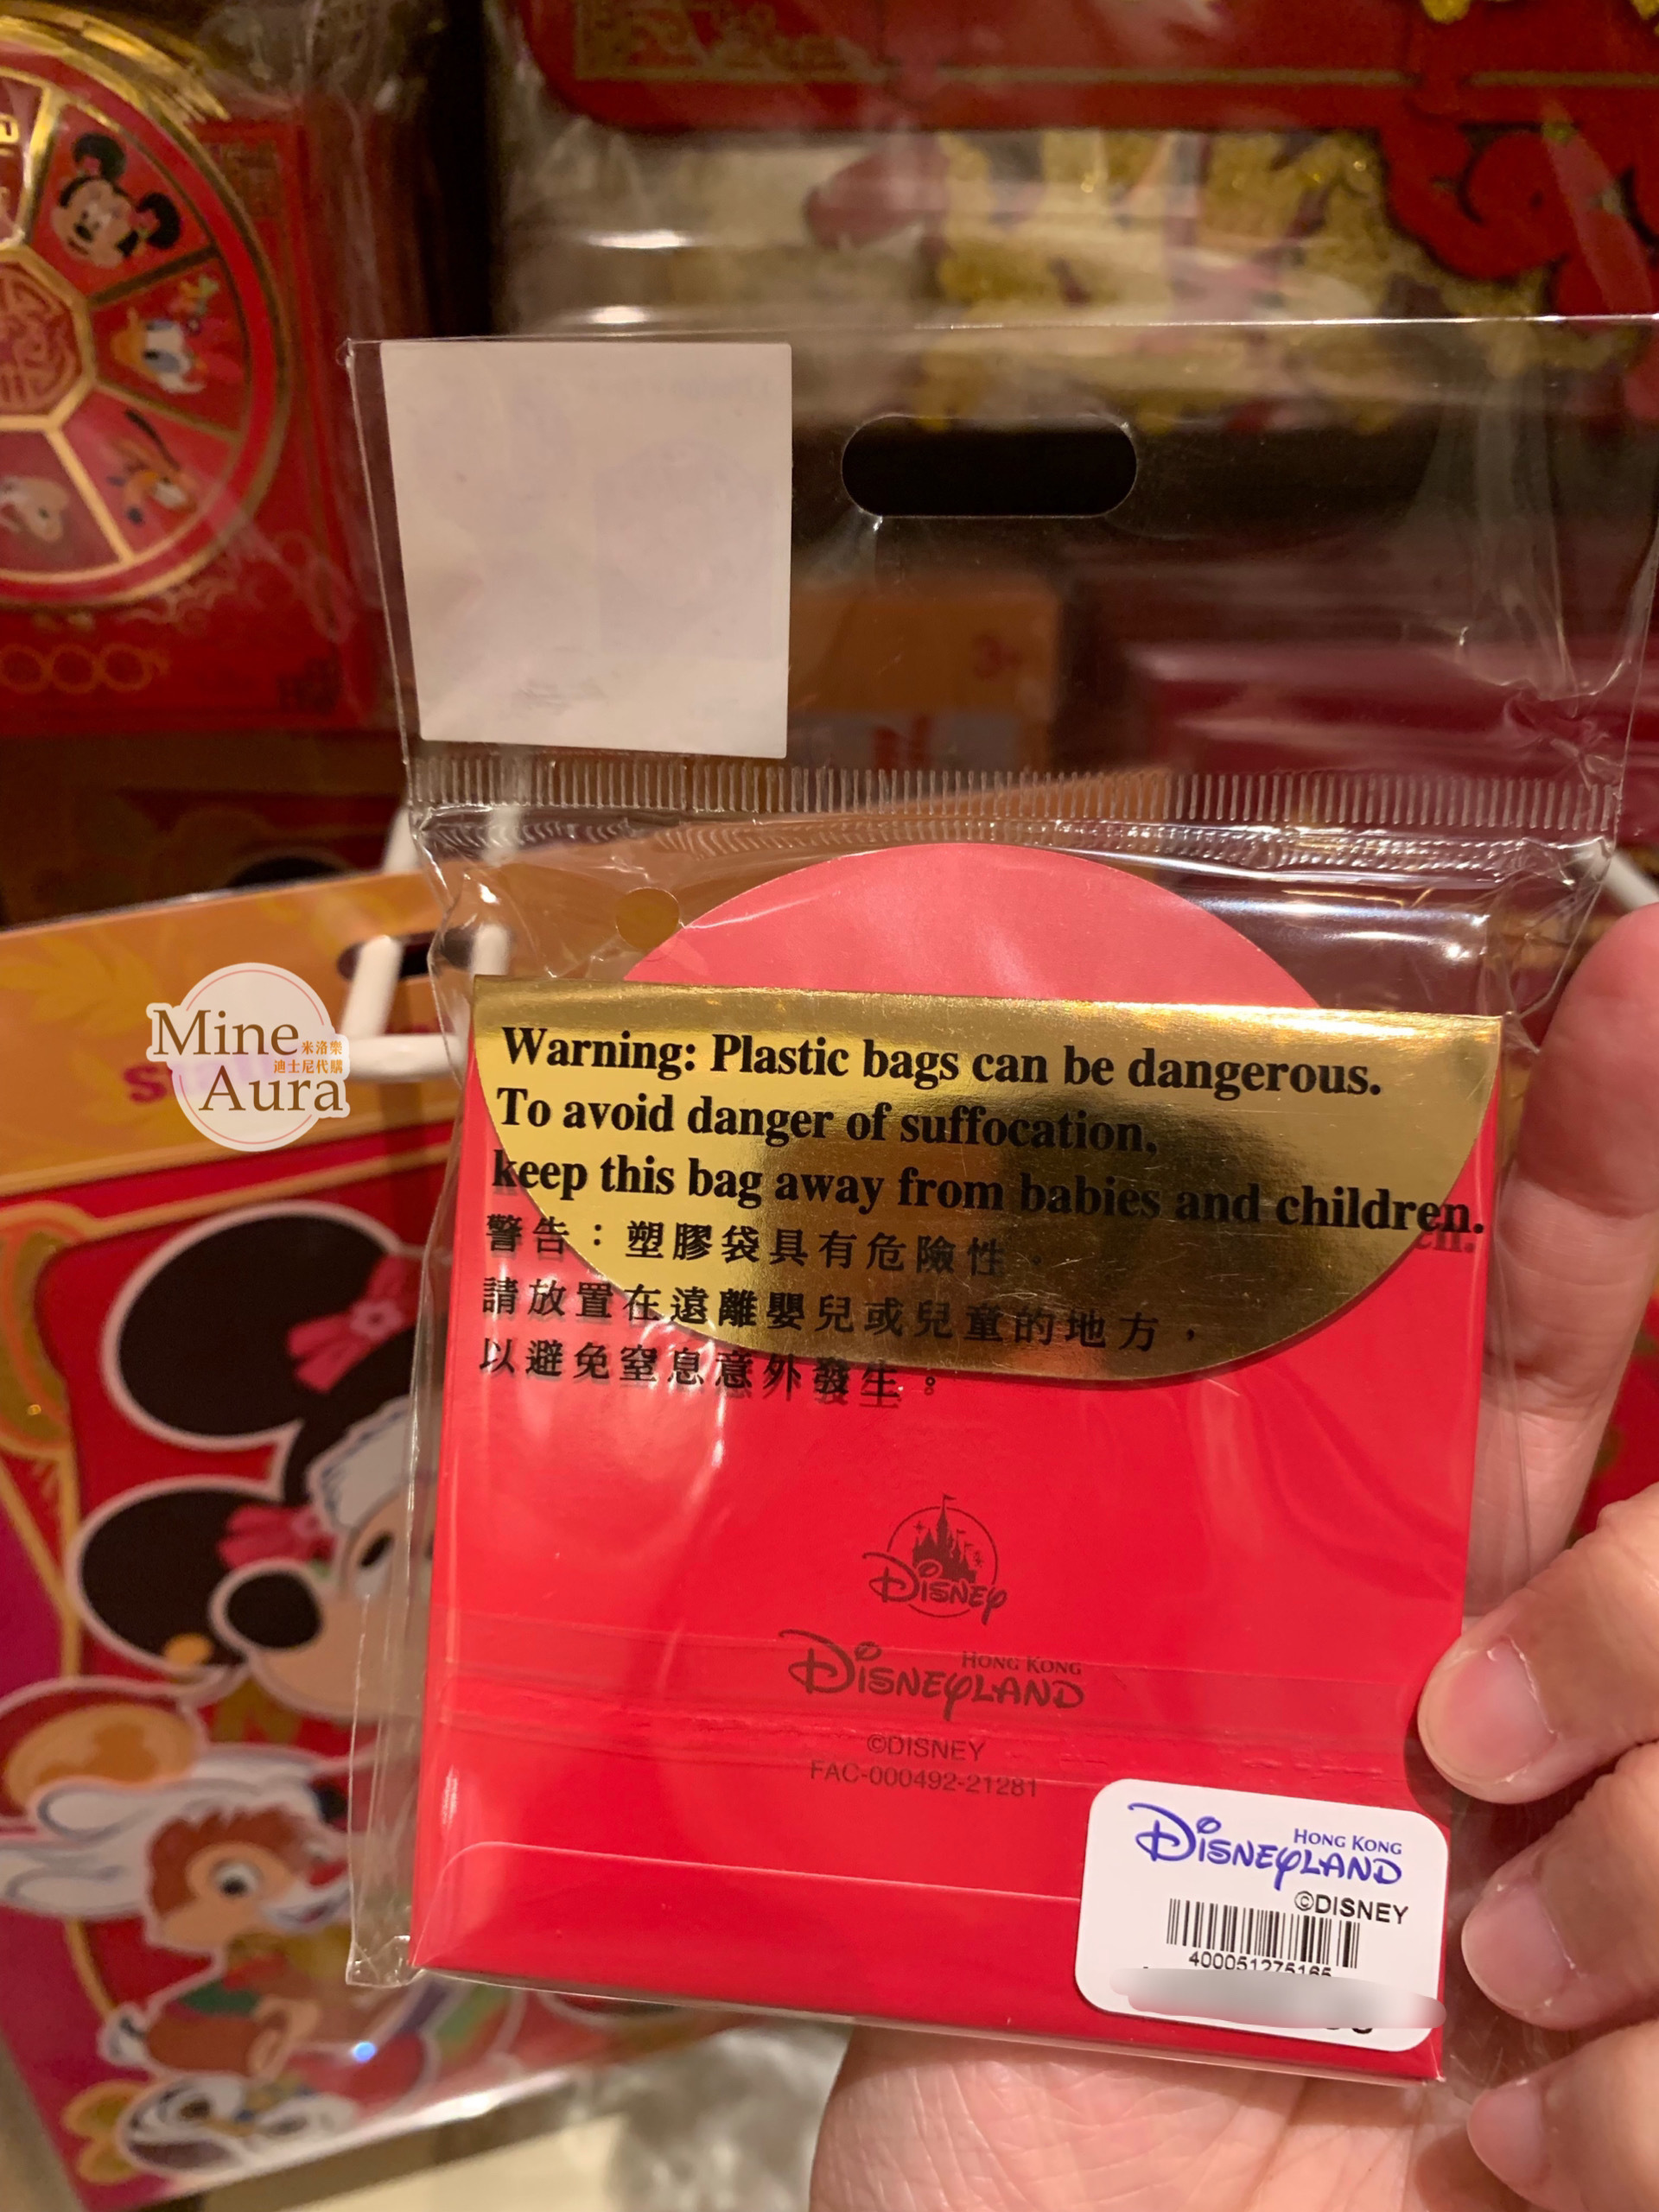 Mine
米洛樂
迪士尼代購
Aura
Warning: Plastic bags can be dangerous.
To avoid danger of suffocation,
keep this bag away from babies and children.
警告：塑膠袋具有危險性。
請放置在遠離嬰兒或兒童的地方，
以避免窒息意外發生。
DISNEY
HONG KONG
DISNEYLAND
©DISNEY
FAC-000492-21281
HONG KONG
DISNEYLAND
©DISNEY
400051275165